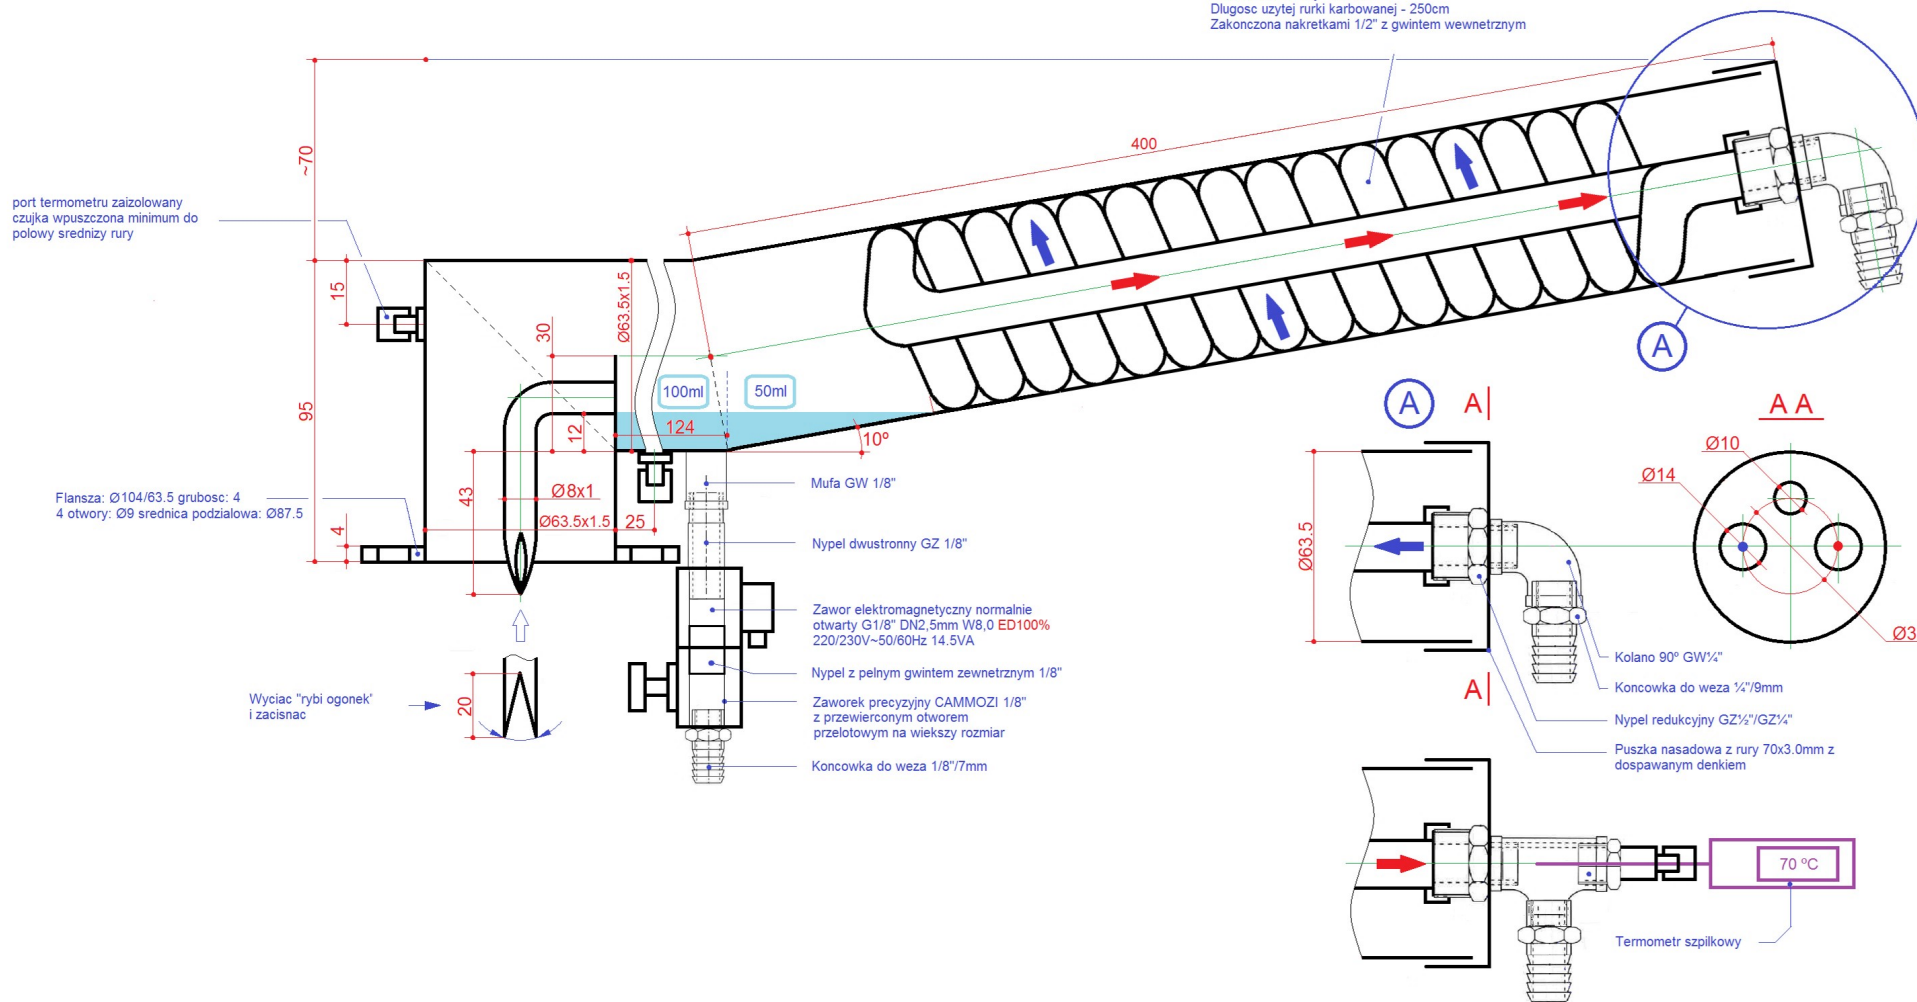 Dlugosc uzytej rurki karbowanej - 250cm
Zakonczona nakretkami 1/2" z gwintem wewnetrznym
400
~70
port termometru zaizolowany
czujka wpuszczona minimum do
polowy srednizy rury
15
30
Ø63.5x1.5
95
100ml
50ml
124
12
10º
43
Ø8x1
Ø63.5x1.5
25
4
Flansza: Ø104/63.5 grubosc: 4
4 otwory: Ø9 srednica podzialowa: Ø87.5
Mufa GW 1/8"
Nypel dwustronny GZ 1/8"
Zawor elektromagnetyczny normalnie
otwarty G1/8" DN2,5mm W8,0 ED100%
220/230V~50/60Hz 14.5VA
Nypel z pelnym gwintem zewnetrznym 1/8"
Zaworek precyzyjny CAMMOZI 1/8"
z przewierconym otworem
przelotowym na wiekszy rozmiar
Koncowka do weza 1/8"/7mm
Wyciac "rybi ogonek'
i zacisnac
20
A
A
A
A A
Ø10
Ø14
Ø63.5
Ø3
A
Kolano 90º GW¼"
Koncowka do weza ¼"/9mm
Nypel redukcyjny GZ½"/GZ¼"
Puszka nasadowa z rury 70x3.0mm z
dospawanym denkiem
70 ºC
Termometr szpilkowy